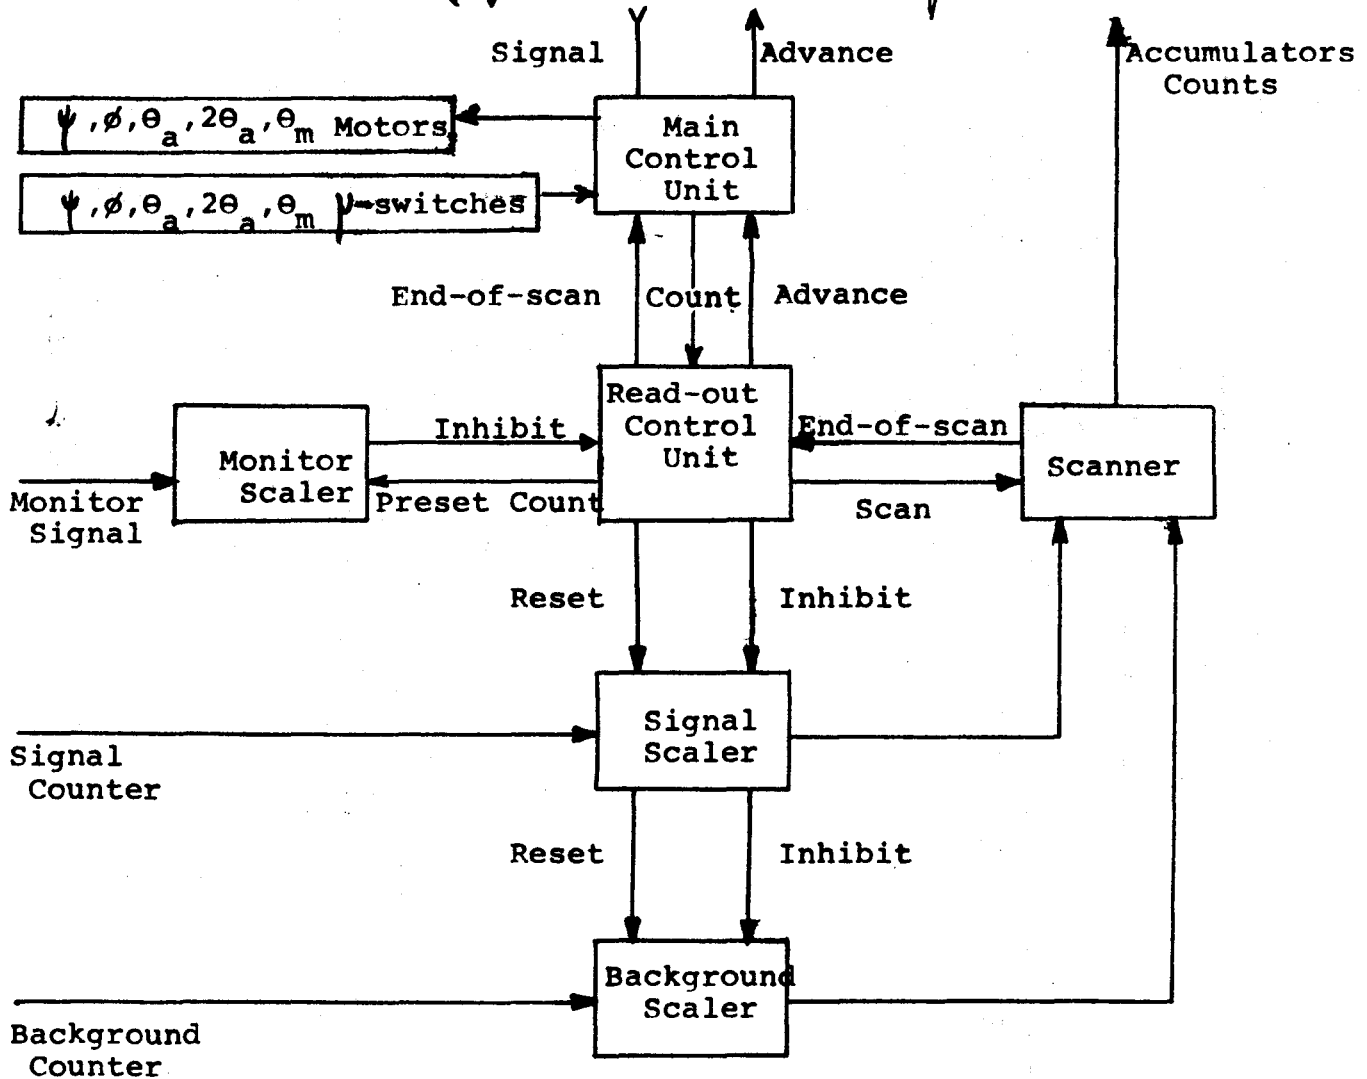 Signal
Advance
Accumulators
Counts
ψ,ø,θa,2θa,θm Motors
Main
Control
Unit
ψ,ø,θa,2θa,θm μ-switches
End-of-scan
Count
Advance
Read-out
Control
Unit
Inhibit
End-of-scan
Monitor
Scaler
Scanner
Monitor
Signal
Preset Count
Scan
Reset
Inhibit
Signal
Scaler
Signal
Counter
Reset
Inhibit
Background
Scaler
Background
Counter